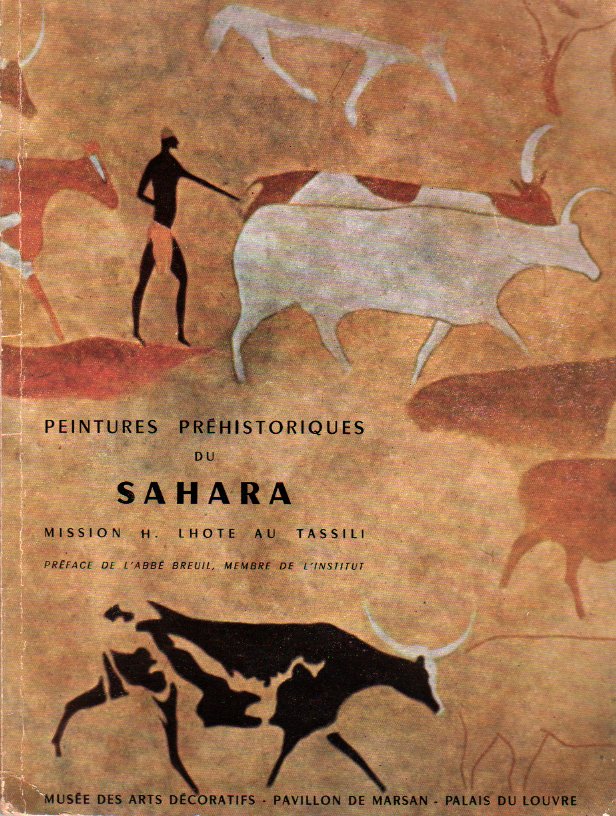 PEINTURES PRÉHISTORIQUES
DU
SAHARA
MISSION H. LHOTE AU TASSILI
PRÉFACE DE L'ABBÉ BREUIL, MEMBRE DE L'INSTITUT
MUSÉE DES ARTS DÉCORATIFS - PAVILLON DE MARSAN - PALAIS DU LOUVRE